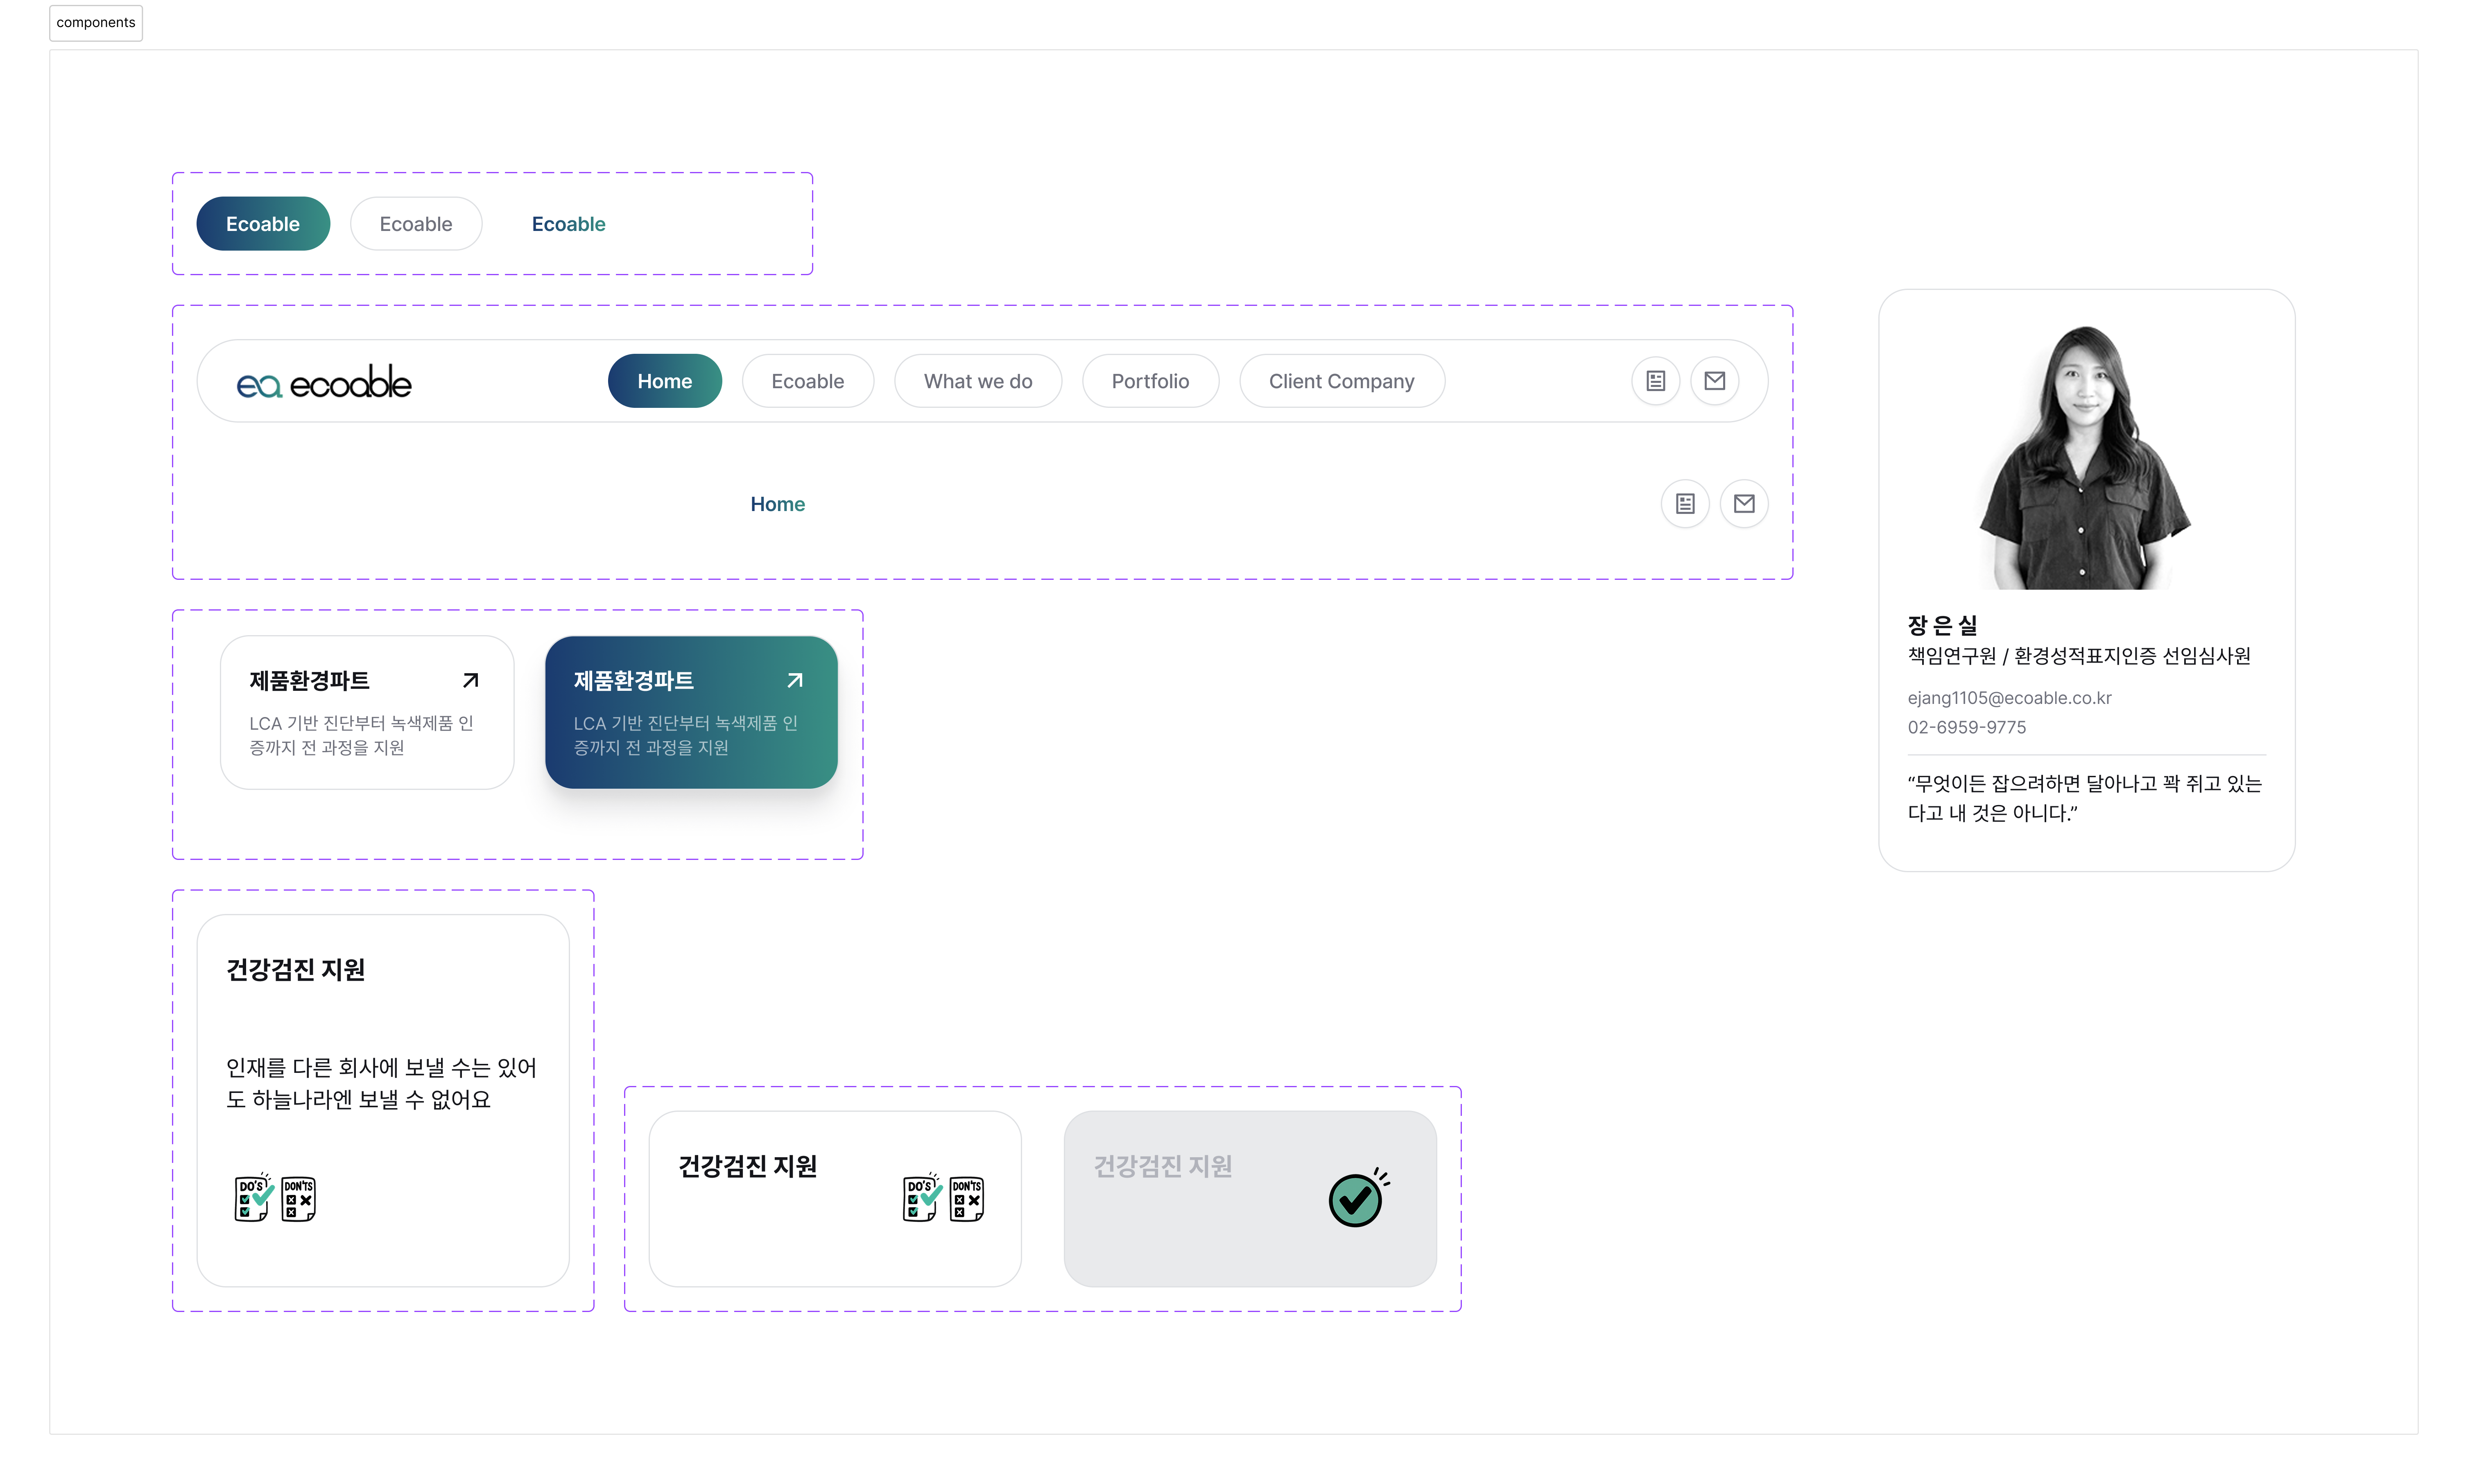 components
Ecoable
Ecoable
Ecoable
ea ecoable
Home
Ecoable
What we do
Portfolio
Client Company
Home
제품환경파트
LCA 기반 진단부터 녹색제품 인
증까지 전 과정을 지원
제품환경파트
LCA 기반 진단부터 녹색제품 인
증까지 전 과정을 지원
장 은 실
책임연구원 / 환경성적표지인증 선임심사원
ejang1105@ecoable.co.kr
02-6959-9775
“무엇이든 잡으려하면 달아나고 꽉 쥐고 있는
다고 내 것은 아니다.”
건강검진 지원
인재를 다른 회사에 보낼 수는 있어
도 하늘나라엔 보낼 수 없어요
DO'S
DON'TS
건강검진 지원
DO'S
DON'TS
건강검진 지원